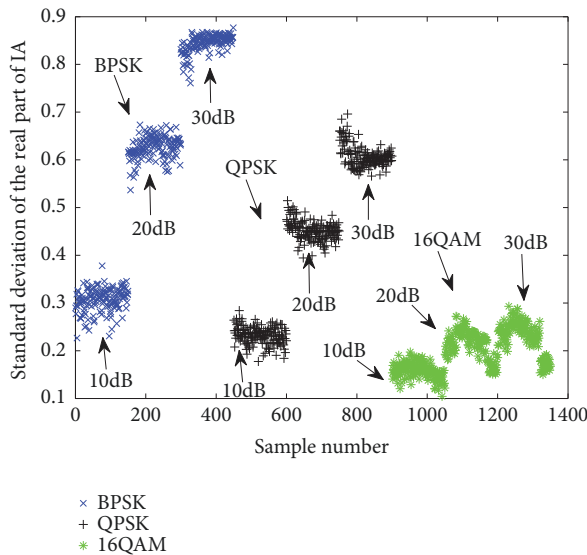 Standard deviation of the real part of IA
0.9
0.8
0.7
0.6
0.5
0.4
0.3
0.2
0.1
BPSK
30dB
20dB
10dB
QPSK
30dB
20dB
10dB
16QAM
30dB
20dB
10dB
0 200 400 600 800 1000 1200 1400
Sample number
BPSK
QPSK
16QAM